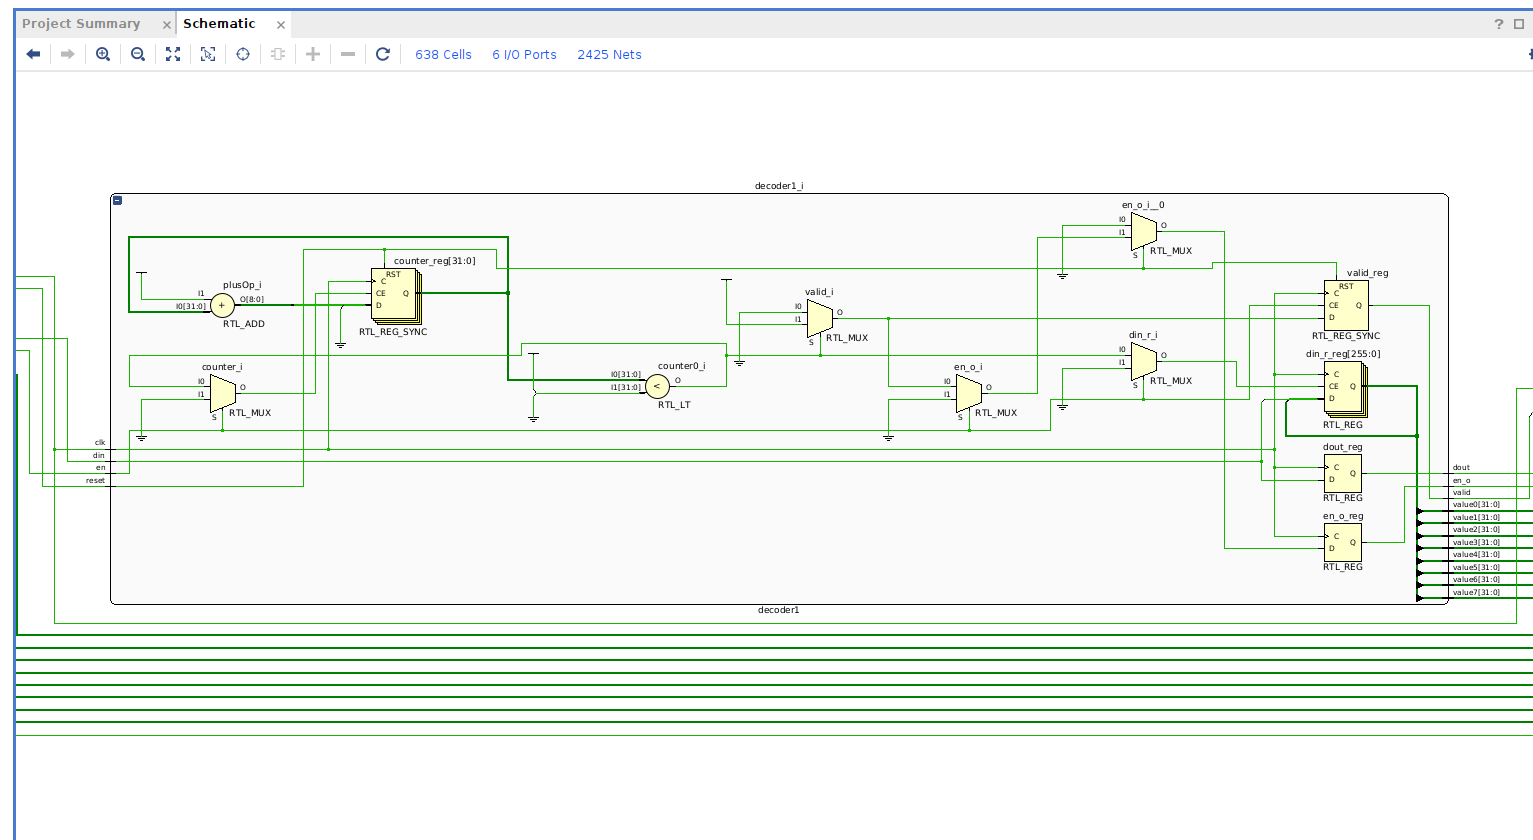 Project Summary
Schematic
638 Cells 6 I/O Ports 2425 Nets
decoder1_i
en_o_i__0
I0
I1
O
S
RTL_MUX
counter_reg[31:0]
RST
C
CE
Q
D
RTL_REG_SYNC
plusOp_i
I1
I0[31:0]
O[8:0]
+
RTL_ADD
valid_i
I0
I1
O
S
RTL_MUX
valid_reg
RST
C
CE
Q
D
RTL_REG_SYNC
din_r_i
I0
I1
O
S
RTL_MUX
din_r_reg[255:0]
C
CE
Q
D
RTL_REG
counter_i
I0
I1
O
S
RTL_MUX
counter0_i
I0[31:0]
I1[31:0]
O
<
RTL_LT
en_o_i
I0
I1
O
S
RTL_MUX
clk
din
en
reset
dout_reg
C
D
Q
RTL_REG
en_o_reg
C
D
Q
RTL_REG
dout
en_o
valid
value0[31:0]
value1[31:0]
value2[31:0]
value3[31:0]
value4[31:0]
value5[31:0]
value6[31:0]
value7[31:0]
decoder1